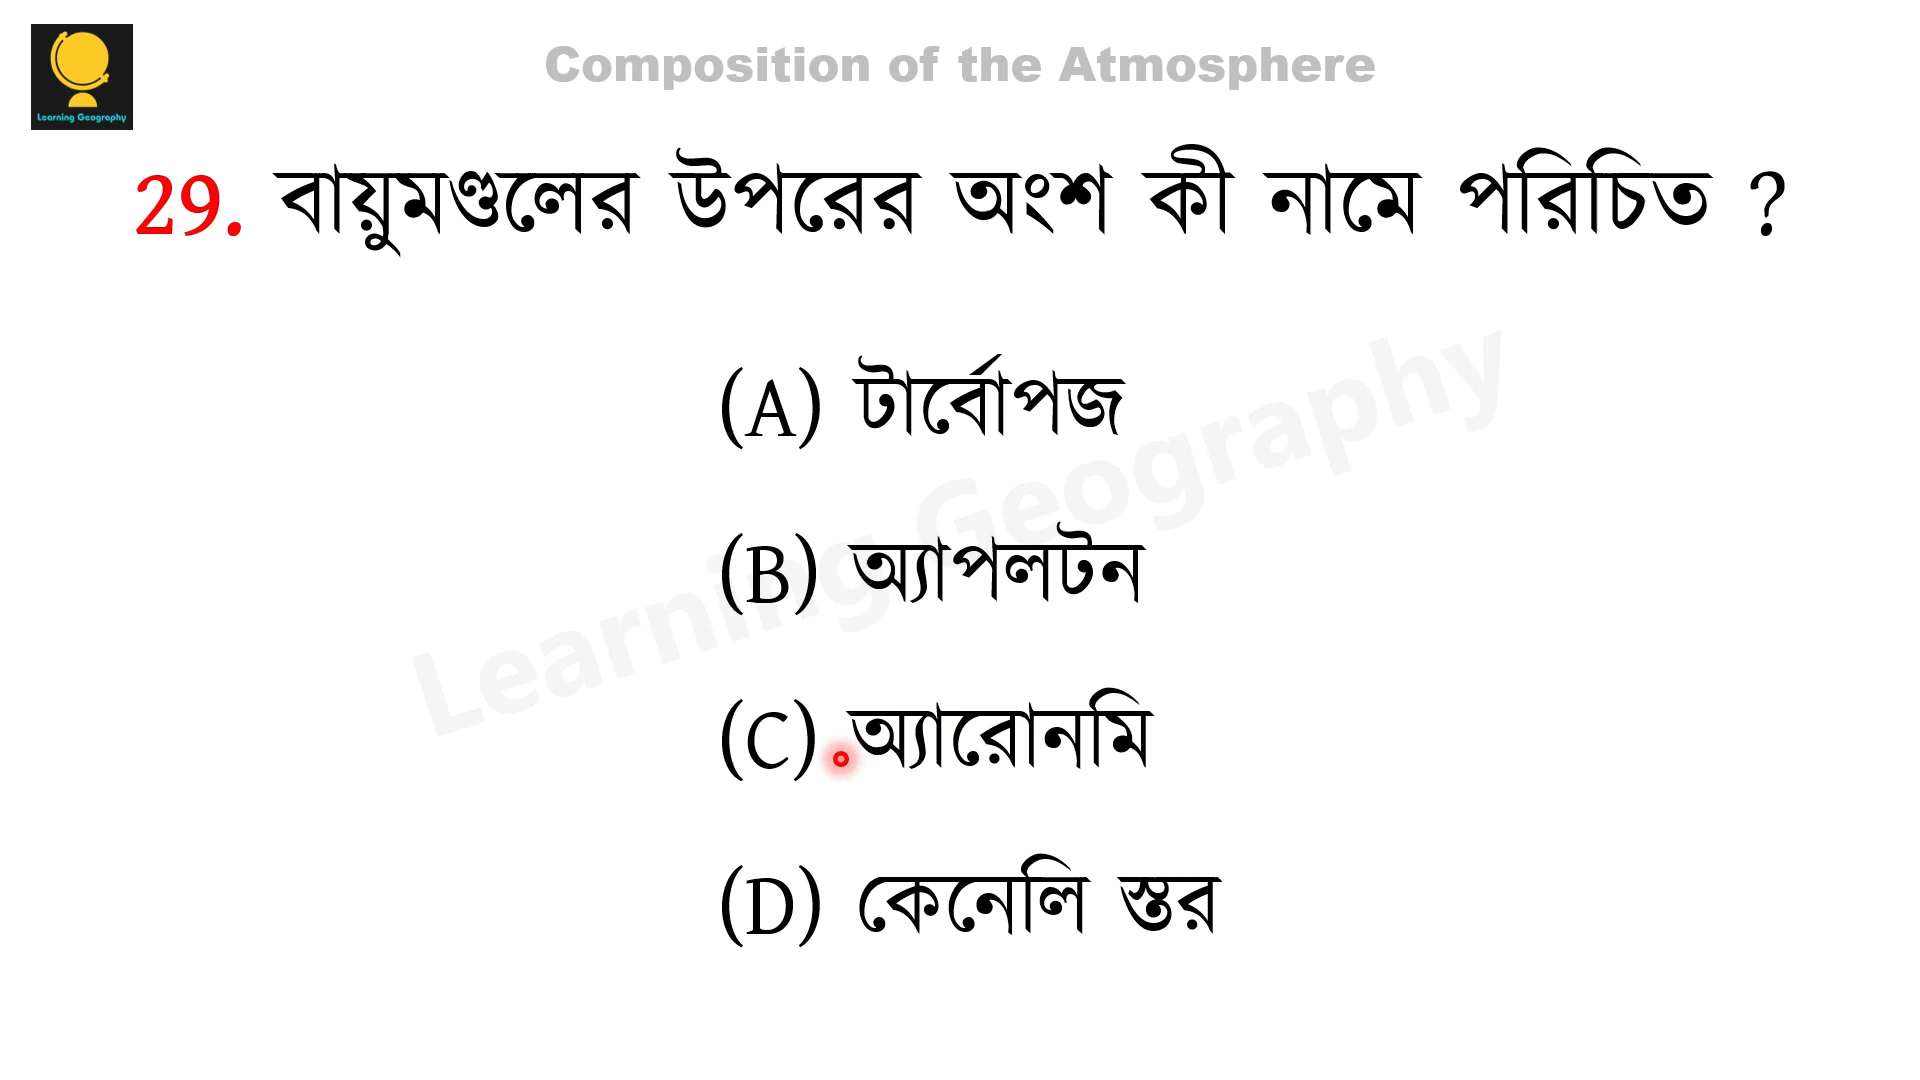 Learning Geography
Composition of the Atmosphere
29. বায়ুমণ্ডলের উপরের অংশ কী নামে পরিচিত ?
(A) টার্বোপজ
(B) অ্যাপলটন
(C) অ্যারোনমি
(D) কেনেলি স্তর
Learning Geography